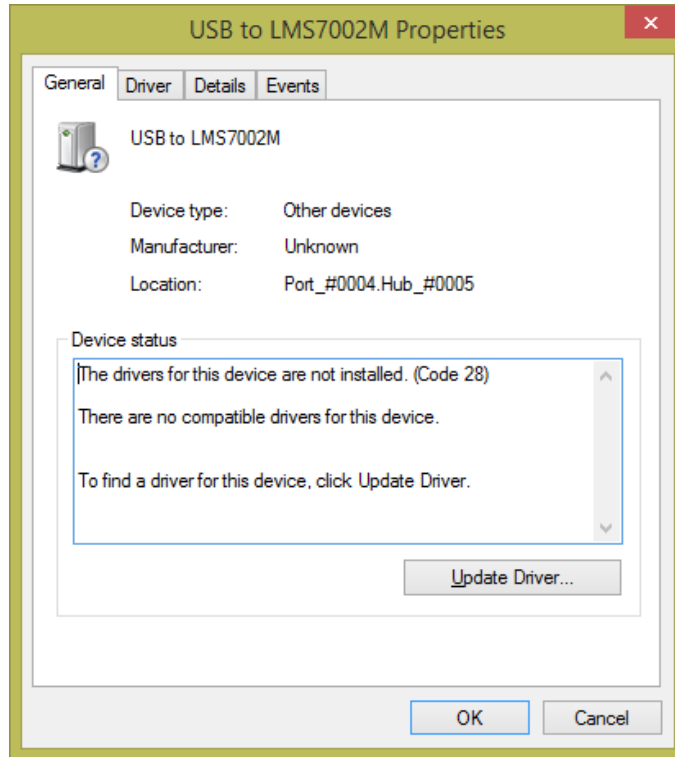 USB to LMS7002M Properties
General Driver Details Events
USB to LMS7002M
Device type: Other devices
Manufacturer: Unknown
Location: Port_#0004.Hub_#0005
Device status
The drivers for this device are not installed. (Code 28)
There are no compatible drivers for this device.
To find a driver for this device, click Update Driver.
Update Driver...
OK Cancel